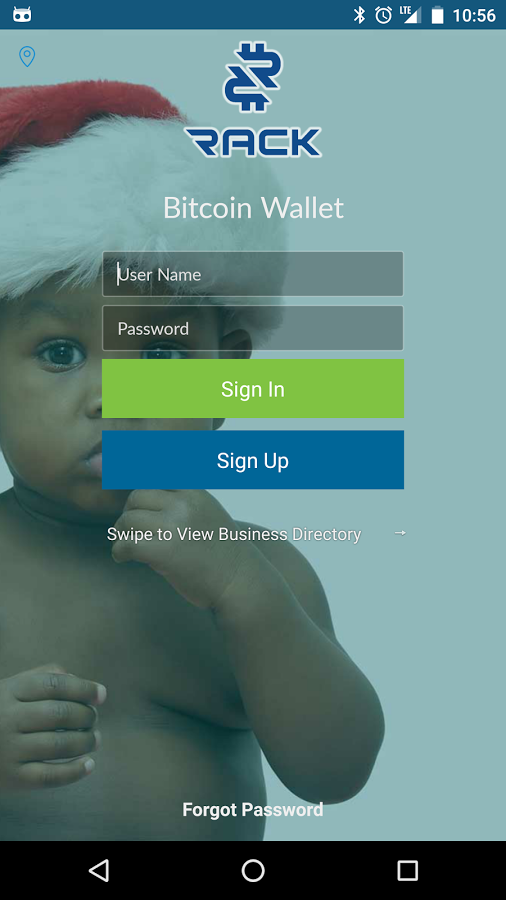 LTE 10:56
RACK
Bitcoin Wallet
User Name
Password
Sign In
Sign Up
Swipe to View Business Directory →
Forgot Password